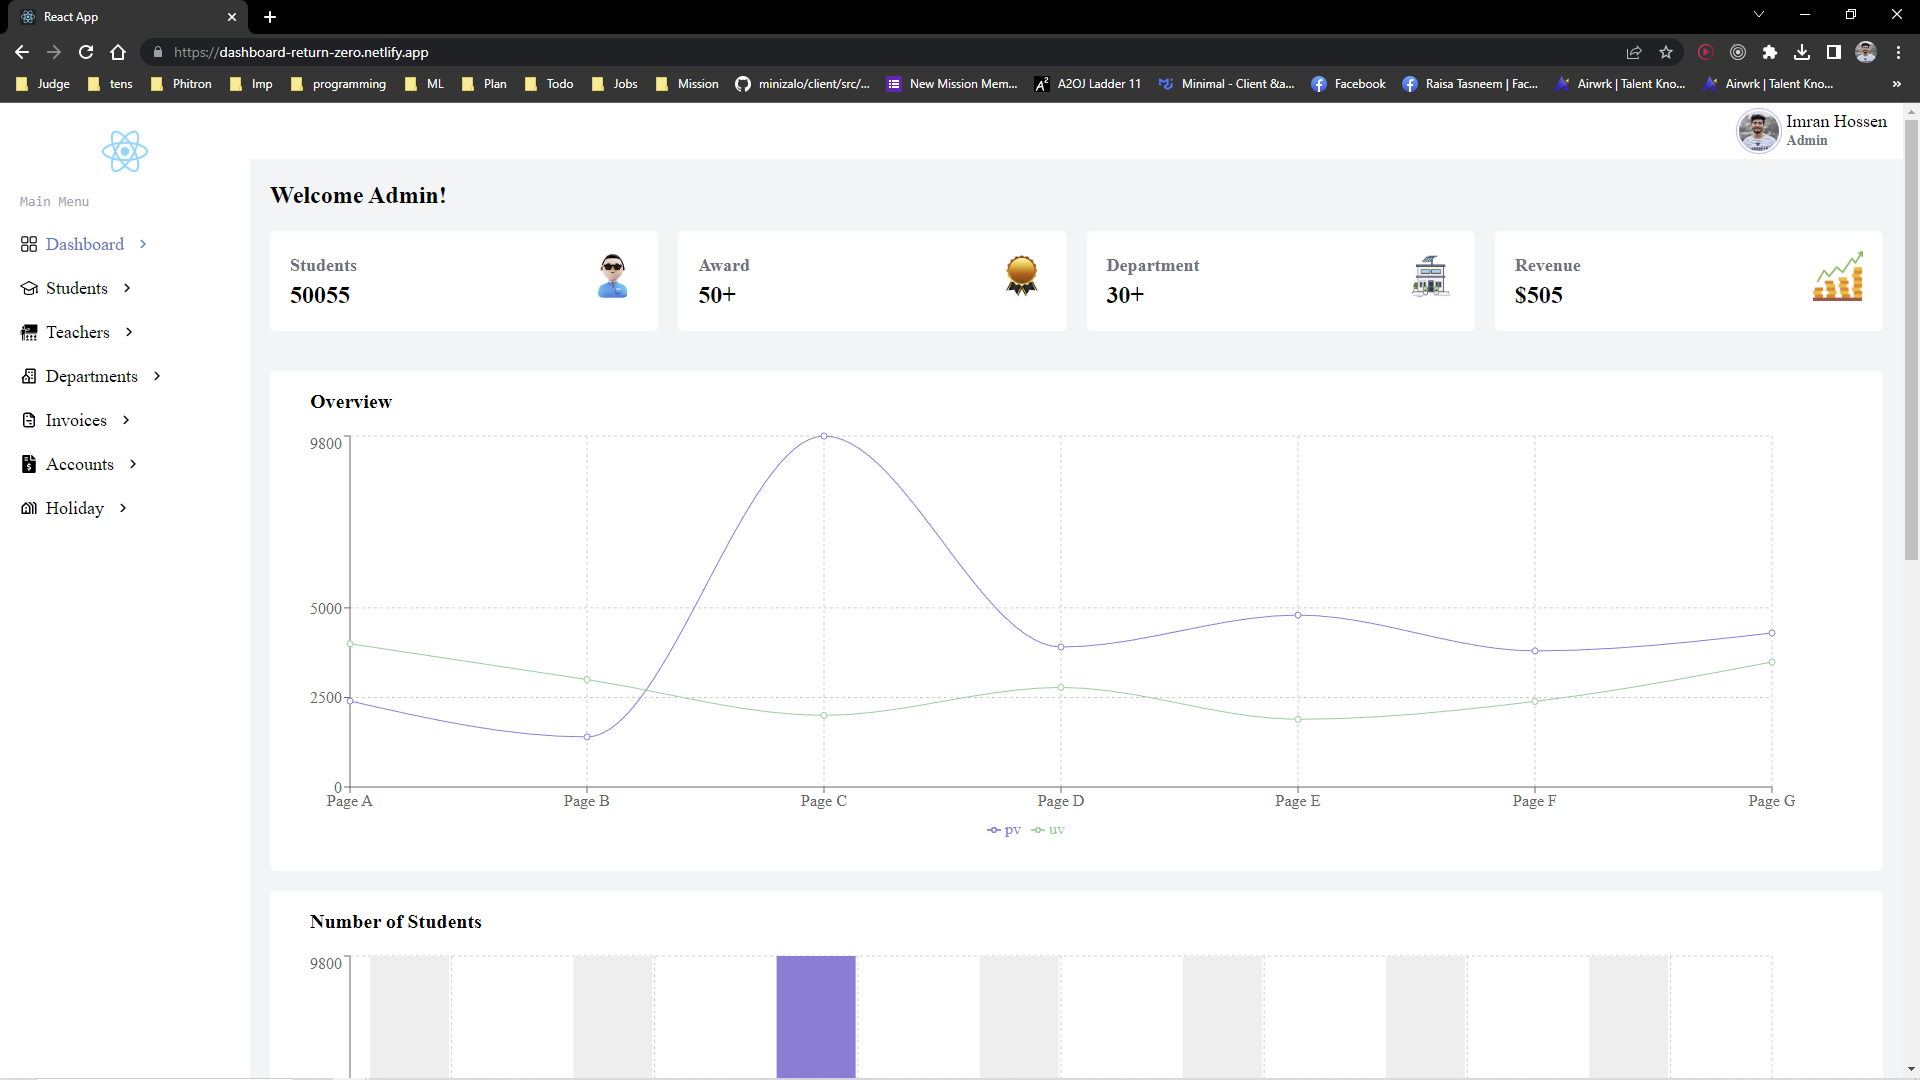 React App
https://dashboard-return-zero.netlify.app
Judge tens Phitron Imp programming ML Plan Todo Jobs Mission minizalo/client/src/... New Mission Mem... A2OJ Ladder 11 Minimal - Client &a... Facebook Raisa Tasneem | Fac... Airwrk | Talent Kno... Airwrk | Talent Kno...
Imran Hossen
Admin
Main Menu
Dashboard
Students
Teachers
Departments
Invoices
Accounts
Holiday
Welcome Admin!
Students
50055
Award
50+
Department
30+
Revenue
$505
Overview
9800
5000
2500
0
Page A Page B Page C Page D Page E Page F Page G
pv uv
Number of Students
9800